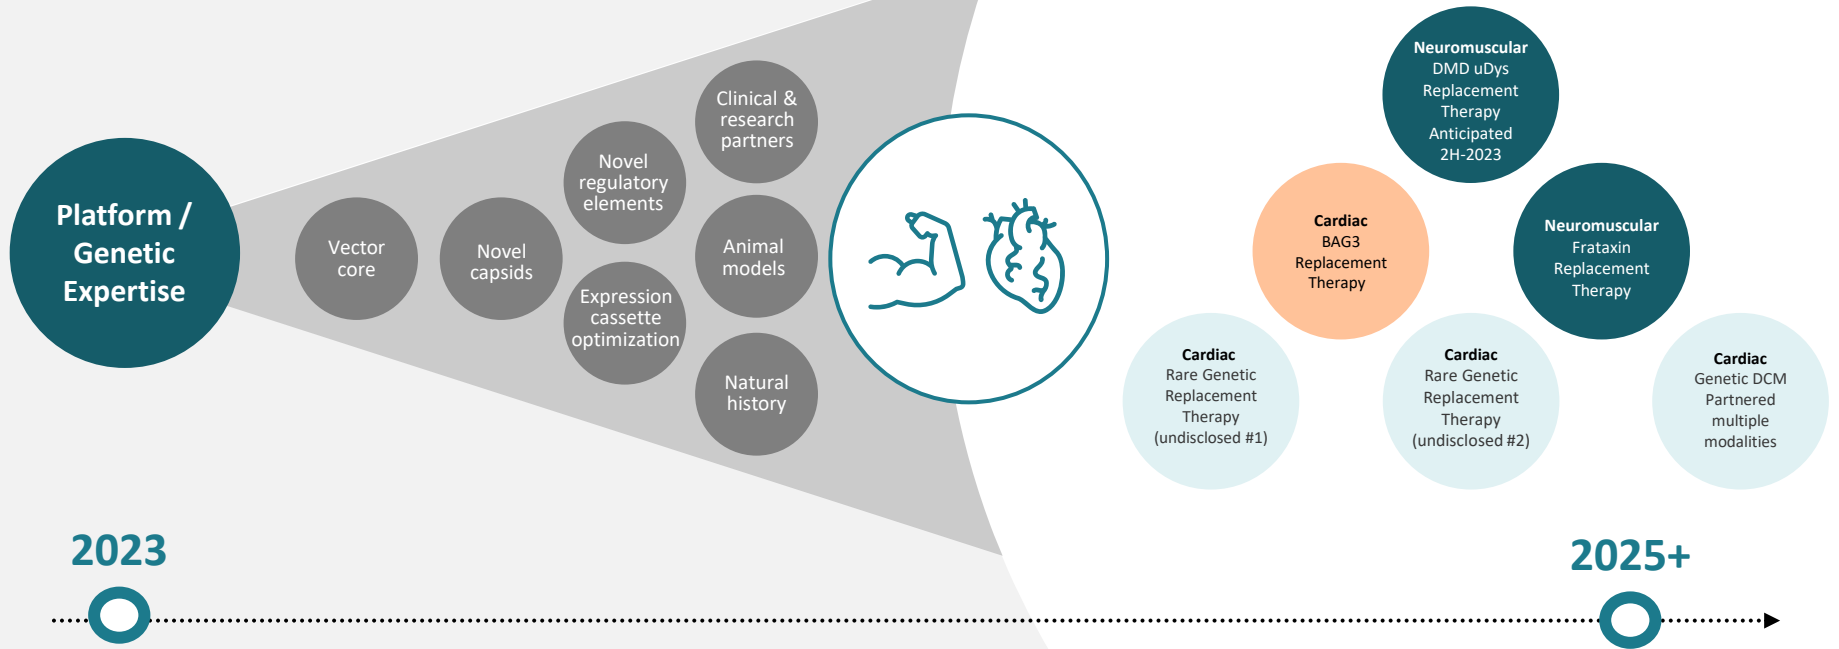 Platform /
Genetic
Expertise
Vector
core
Novel
capsids
Novel
regulatory
elements
Expression
cassette
optimization
Clinical &
research
partners
Animal
models
Natural
history
Neuromuscular
DMD uDys
Replacement
Therapy
Anticipated
2H-2023
Cardiac
BAG3
Replacement
Therapy
Neuromuscular
Frataxin
Replacement
Therapy
Cardiac
Rare Genetic
Replacement
Therapy
(undisclosed #1)
Cardiac
Rare Genetic
Replacement
Therapy
(undisclosed #2)
Cardiac
Genetic DCM
Partnered
multiple
modalities
2023
2025+